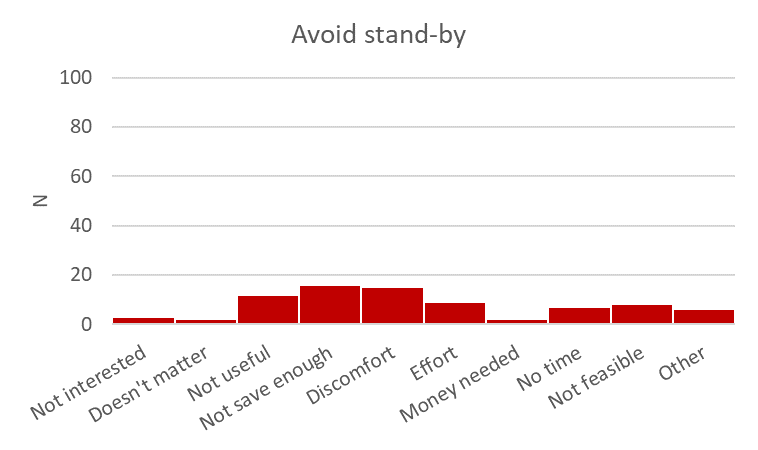 Avoid stand-by
100
80
60
40
20
0
N
Not interested
Doesn't matter
Not useful
Not save enough
Discomfort
Effort
Money needed
No time
Not feasible
Other